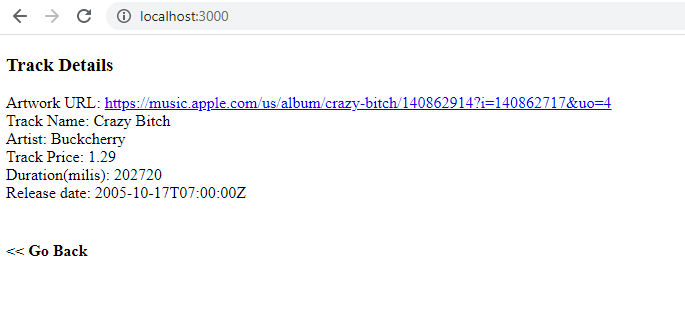 localhost:3000
Track Details
Artwork URL: https://music.apple.com/us/album/crazy-bitch/140862914?i=140862717&uo=4
Track Name: Crazy Bitch
Artist: Buckcherry
Track Price: 1.29
Duration(milis): 202720
Release date: 2005-10-17T07:00:00Z
<< Go Back